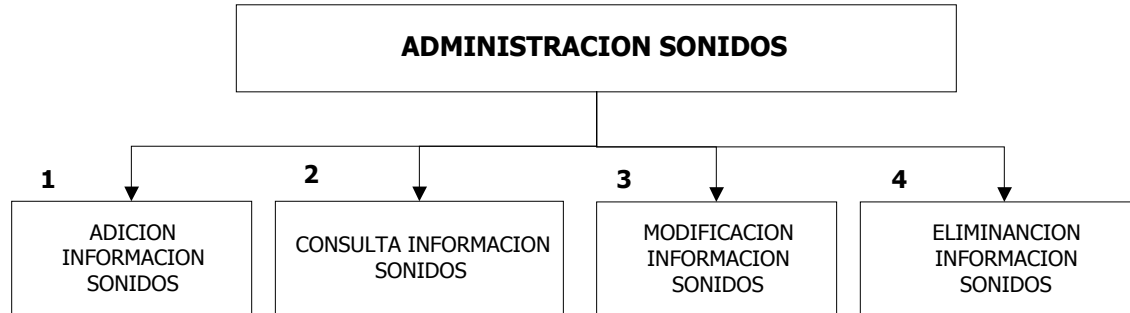 ADMINISTRACION SONIDOS
1
2
3
4
ADICION
INFORMACION
SONIDOS
CONSULTA INFORMACION
SONIDOS
MODIFICACION
INFORMACION
SONIDOS
ELIMINANCION
INFORMACION
SONIDOS